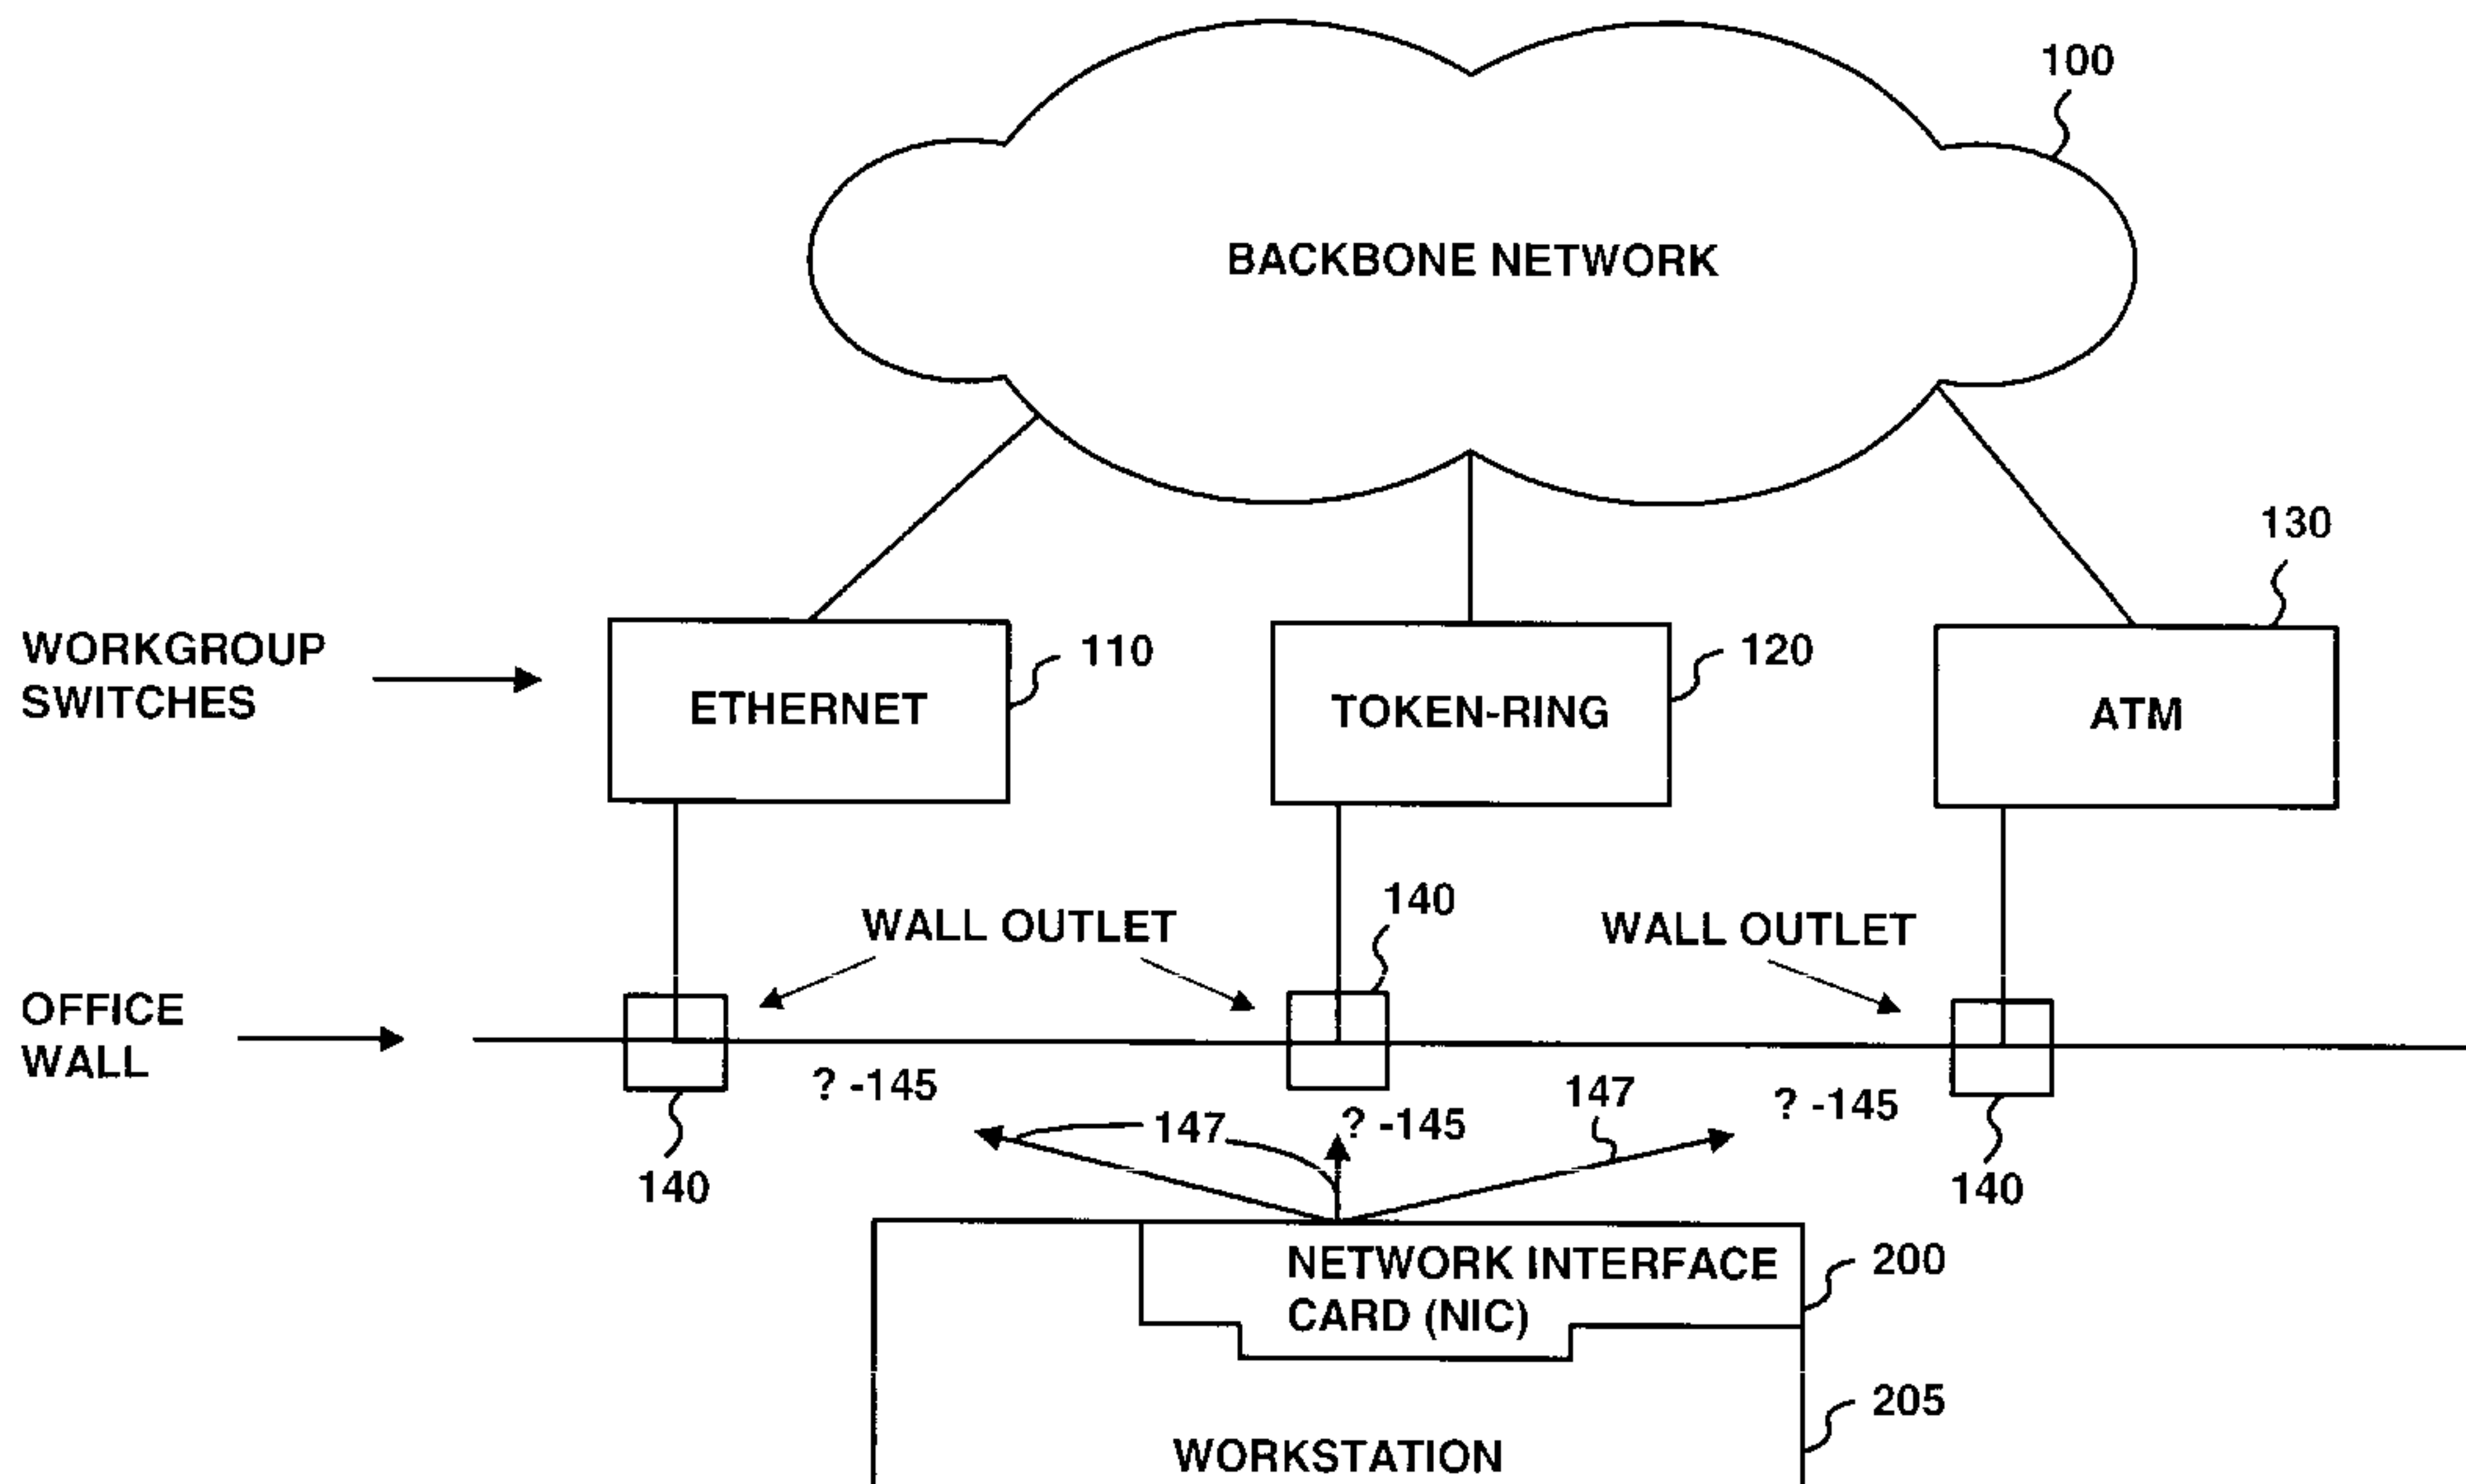 100
BACKBONE NETWORK
130
WORKGROUP
SWITCHES
110
120
ETHERNET
TOKEN-RING
ATM
140
WALL OUTLET
WALL OUTLET
OFFICE
WALL
? -145
147
? -145
147
? -145
140
140
NETWORK INTERFACE
CARD (NIC)
200
205
WORKSTATION